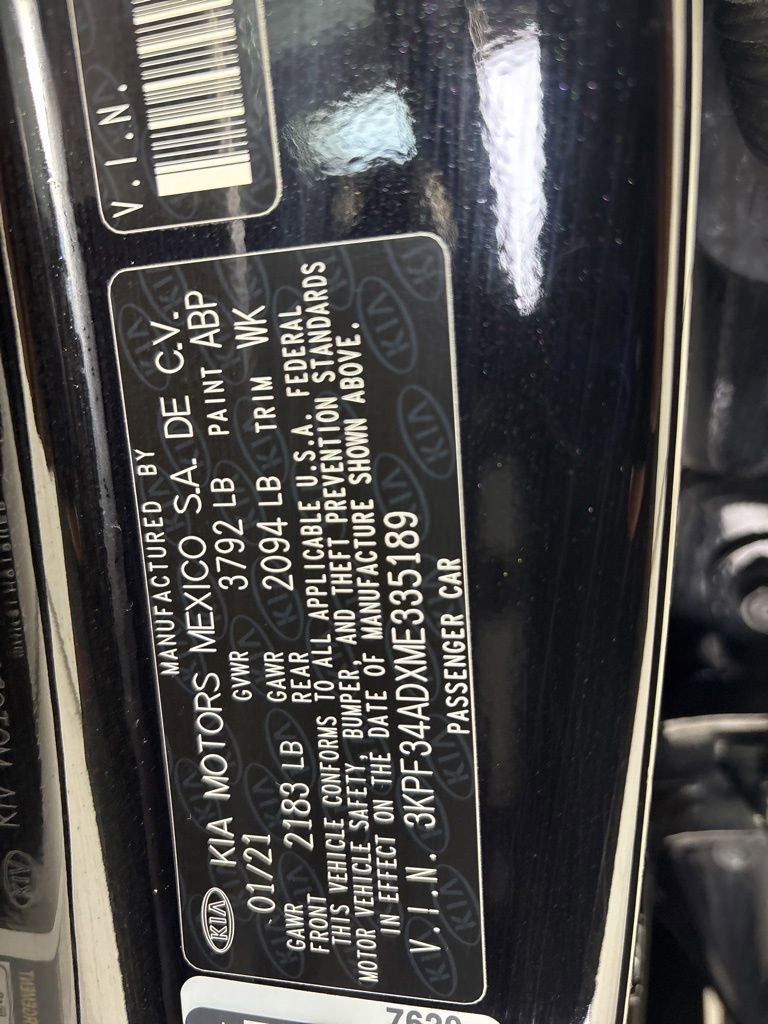 V.I.N.
MANUFACTURED BY
KIA KIA MOTORS MEXICO S.A. DE C.V.
01/21 GVWR 3792 LB PAINT ABP
GAWR FRONT 2183 LB GAWR REAR 2094 LB TRIM WK
THIS VEHICLE CONFORMS TO ALL APPLICABLE U.S.A. FEDERAL
MOTOR VEHICLE SAFETY, BUMPER, AND THEFT PREVENTION STANDARDS
IN EFFECT ON THE DATE OF MANUFACTURE SHOWN ABOVE.
V.I.N. 3KPF34ADXME335189
PASSENGER CAR